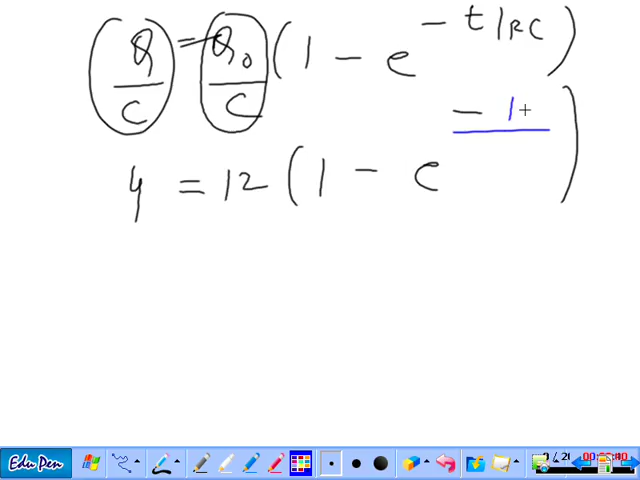 q/C = q₀/C (1 - e^{-t/RC})
4 = 12 (1 - e^{-1})
Edu Pen